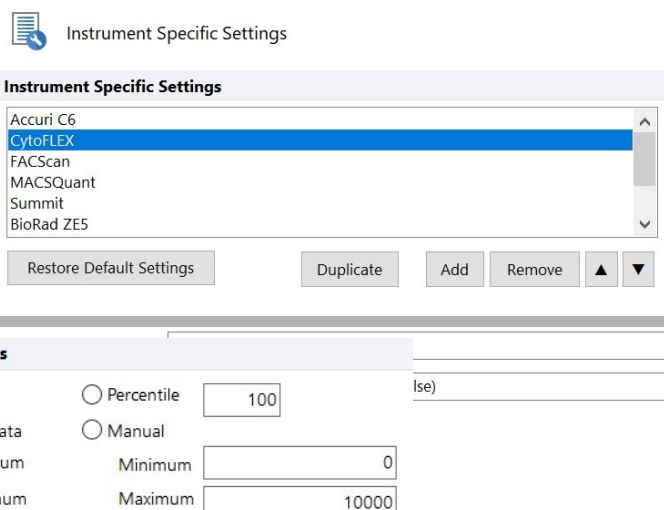 Instrument Specific Settings
Instrument Specific Settings
Accuri C6
CytoFLEX
FACScan
MACSQuant
Summit
BioRad ZE5
Restore Default Settings Duplicate Add Remove ▲ ▼
s
Percentile 100 lse)
ata Manual
um Minimum 0
num Maximum 10000